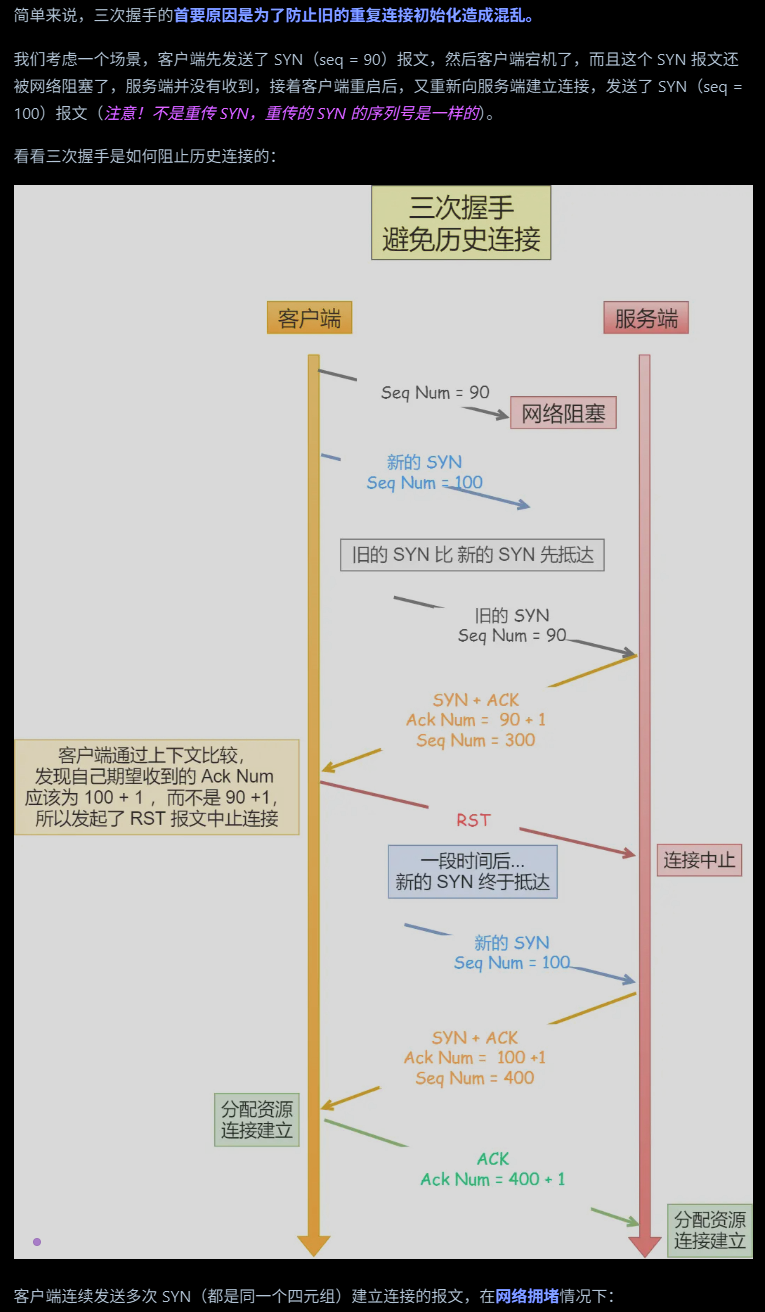 简单来说，三次握手的首要原因是为了防止旧的重复连接初始化造成混乱。
我们考虑一个场景，客户端先发送了 SYN（seq = 90）报文，然后客户端宕机了，而且这个 SYN 报文还
被网络阻塞了，服务端并没有收到，接着客户端重启后，又重新向服务端建立连接，发送了 SYN（seq =
100）报文（注意！不是重传 SYN，重传的 SYN 的序列号是一样的）。
看看三次握手是如何阻止历史连接的：
三次握手
避免历史连接
客户端
服务端
Seq Num = 90
网络阻塞
新的 SYN
Seq Num = 100
旧的 SYN 比 新的 SYN 先抵达
旧的 SYN
Seq Num = 90
SYN + ACK
Ack Num = 90 + 1
Seq Num = 300
客户端通过上下文比较，
发现自己期望收到的 Ack Num
应该为 100 + 1 ，而不是 90 +1，
所以发起了 RST 报文中止连接
RST
连接中止
一段时间后...
新的 SYN 终于抵达
新的 SYN
Seq Num = 100
SYN + ACK
Ack Num = 100 +1
Seq Num = 400
分配资源
连接建立
ACK
Ack Num = 400 + 1
分配资源
连接建立
客户端连续发送多次 SYN（都是同一个四元组）建立连接的报文，在网络拥堵情况下：